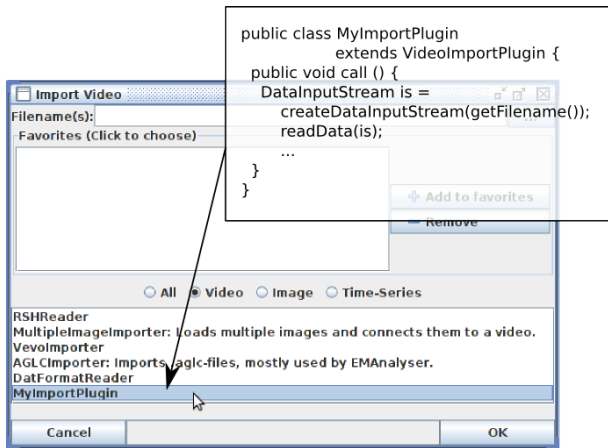 public class MyImportPlugin
extends VideoImportPlugin {
public void call () {
DataInputStream is =
createDataInputStream(getFilename());
readData(is);
...
}
}
Import Video
Filename(s):
...
Favorites (Click to choose)
Add to favorites
Remove
All Video Image Time-Series
RSHReader
MultipleImageImporter: Loads multiple images and connects them to a video.
VevoImporter
AGLCImporter: Imports aglc-files, mostly used by EMAnalyser.
DatFormatReader
MyImportPlugin
Cancel OK